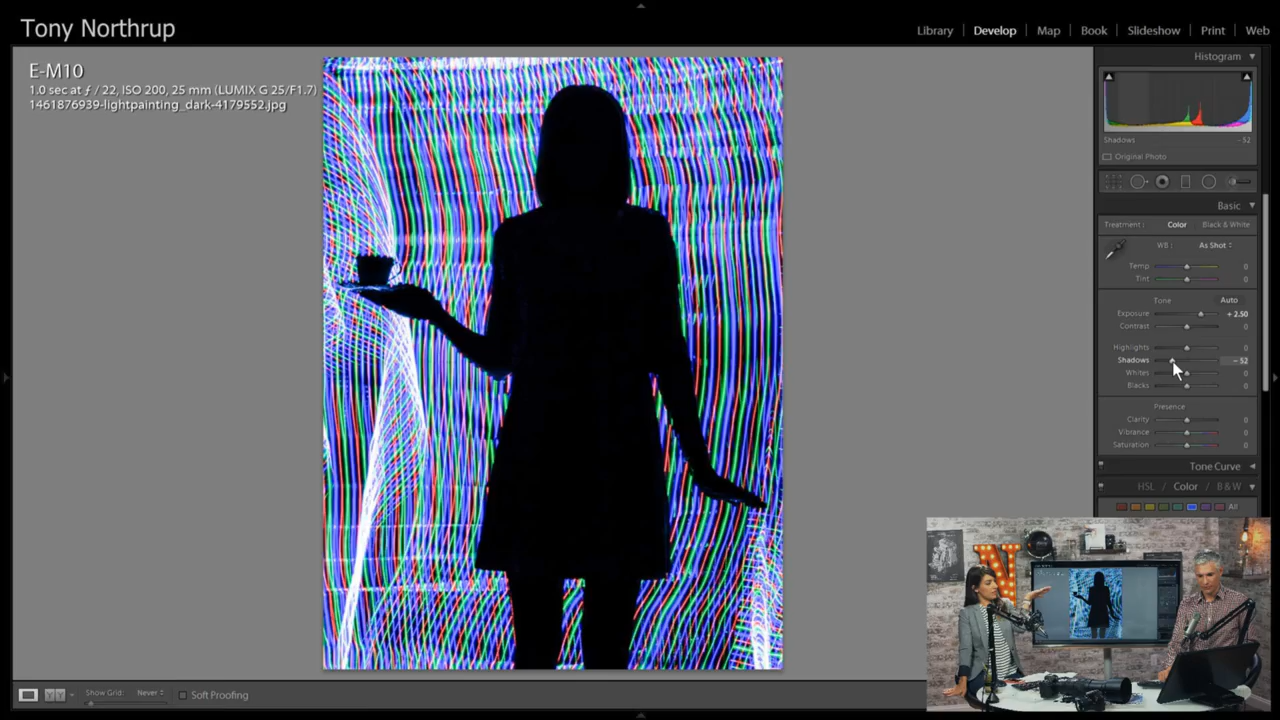 Tony Northrup
Library | Develop | Map | Book | Slideshow | Print | Web
E-M10
1.0 sec at ƒ / 22, ISO 200, 25 mm (LUMIX G 25/F1.7)
1461876939-lightpainting_dark-4179552.jpg
Histogram
Shadows - 52
Original Photo
Basic
Treatment: Color Black & White
WB: As Shot
Temp 0
Tint 0
Tone Auto
Exposure + 2.50
Contrast 0
Highlights 0
Shadows - 52
Whites 0
Blacks 0
Presence
Clarity 0
Vibrance 0
Saturation 0
Tone Curve
HSL / Color / B & W
All
N
Show Grid: Never
Soft Proofing